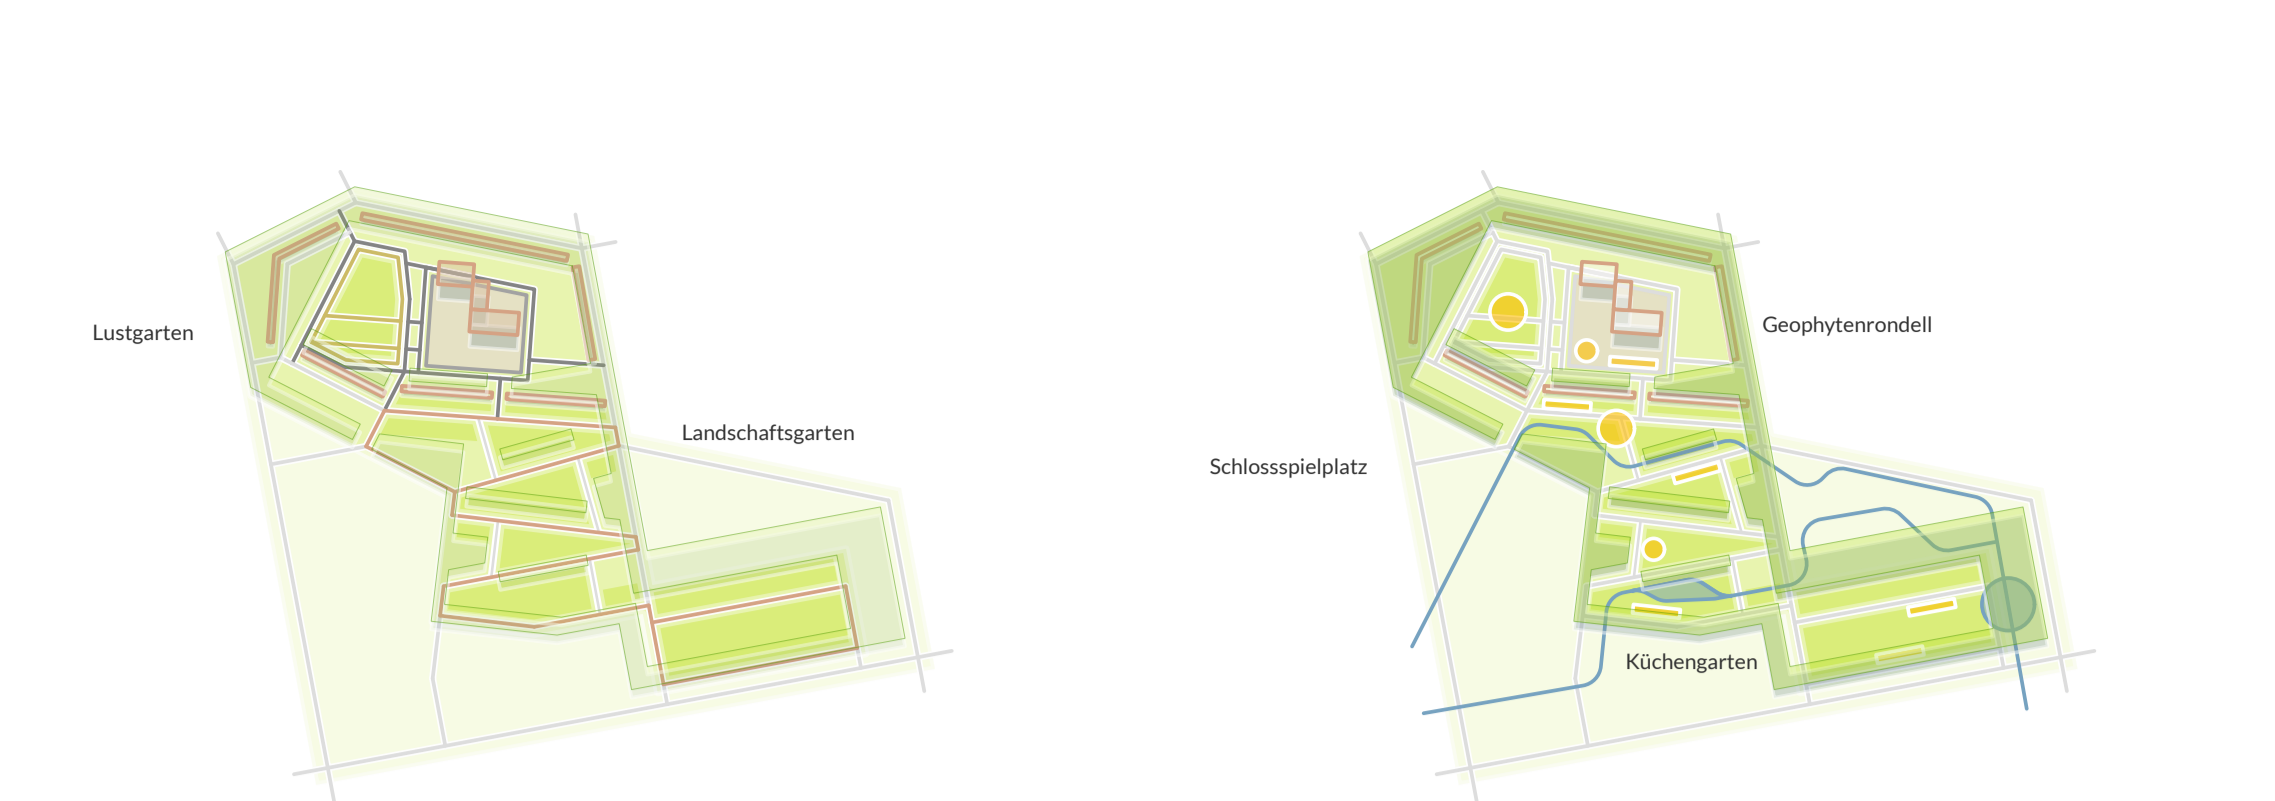 Lustgarten
Landschaftsgarten
Geophytenrondell
Schlossspielplatz
Küchengarten